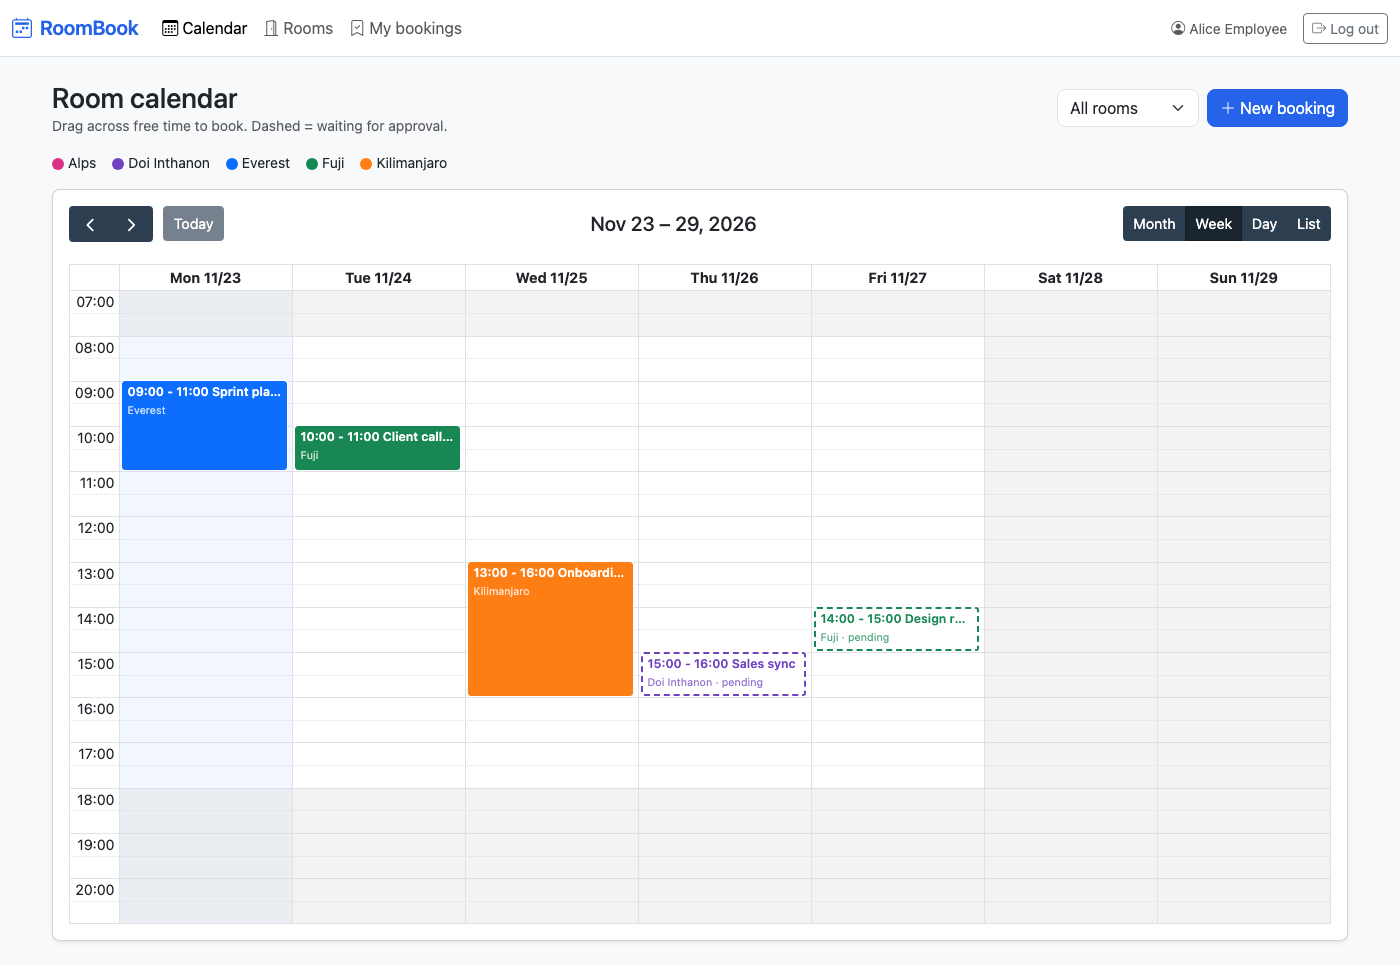 RoomBook
Calendar
Rooms
My bookings
Alice Employee
Log out
Room calendar
Drag across free time to book. Dashed = waiting for approval.
All rooms
New booking
Alps
Doi Inthanon
Everest
Fuji
Kilimanjaro
Today
Nov 23 – 29, 2026
Month
Week
Day
List
Mon 11/23
Tue 11/24
Wed 11/25
Thu 11/26
Fri 11/27
Sat 11/28
Sun 11/29
07:00
08:00
09:00
09:00 - 11:00 Sprint pla...
Everest
10:00
10:00 - 11:00 Client call...
Fuji
11:00
12:00
13:00
13:00 - 16:00 Onboardi...
Kilimanjaro
14:00
14:00 - 15:00 Design r...
Fuji · pending
15:00
15:00 - 16:00 Sales sync
Doi Inthanon · pending
16:00
17:00
18:00
19:00
20:00